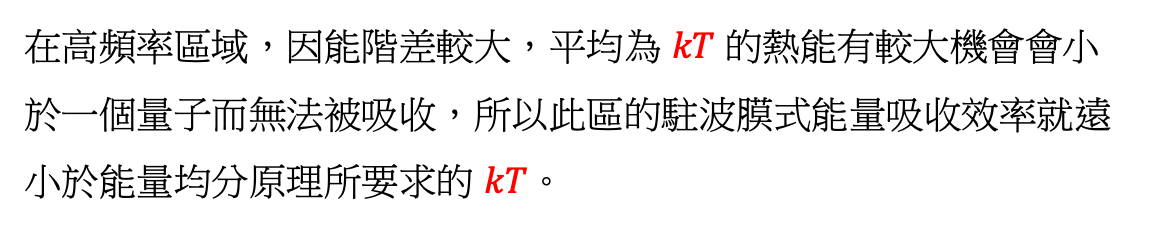 在高頻率區域，因能階差較大，平均為 kT 的熱能有較大機會會小
於一個量子而無法被吸收，所以此區的駐波膜式能量吸收效率就遠
小於能量均分原理所要求的 kT。